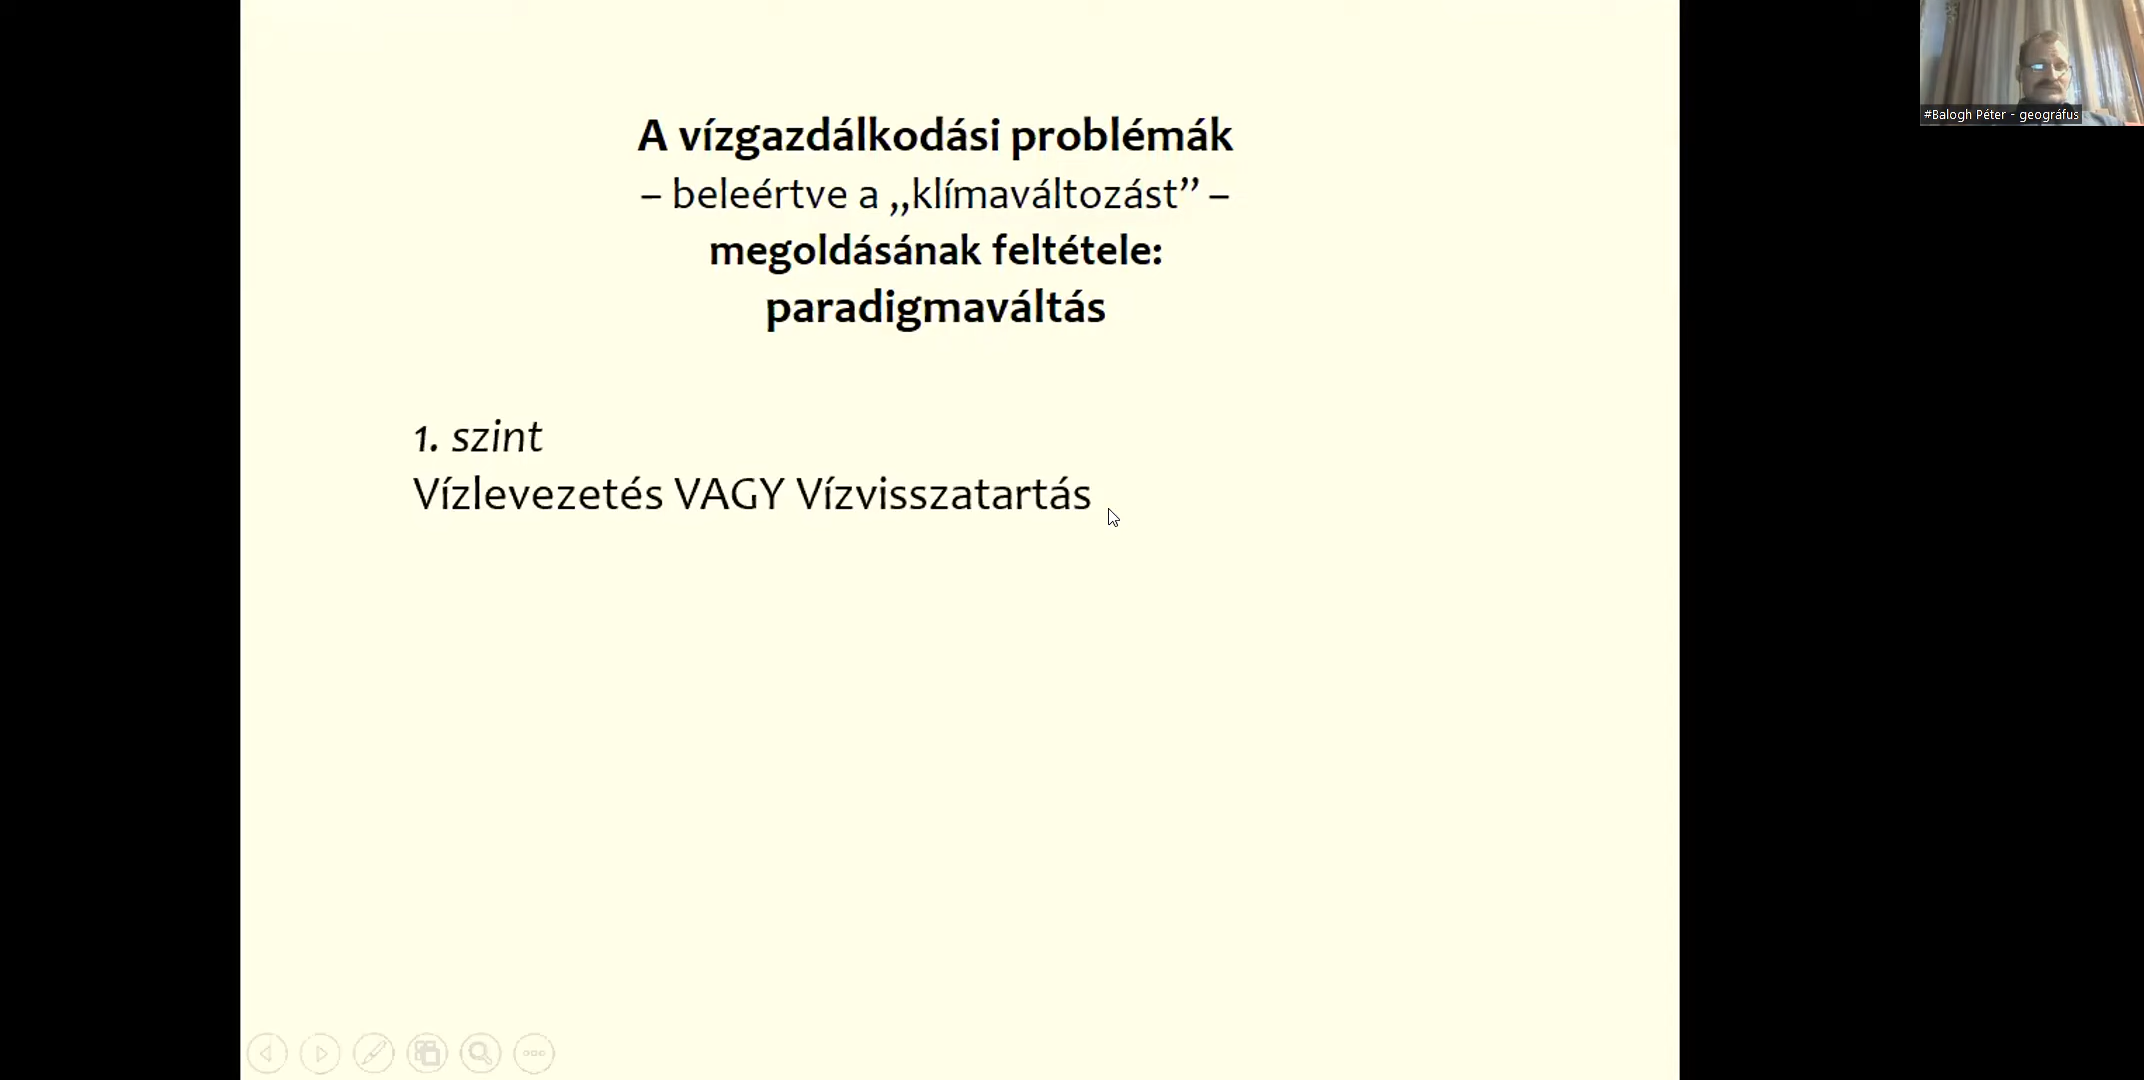 A vízgazdálkodási problémák
– beleértve a „klímaváltozást” –
megoldásának feltétele:
paradigmaváltás
1. szint
Vízlevezetés VAGY Vízvisszatartás
#Balogh Péter - geográfus